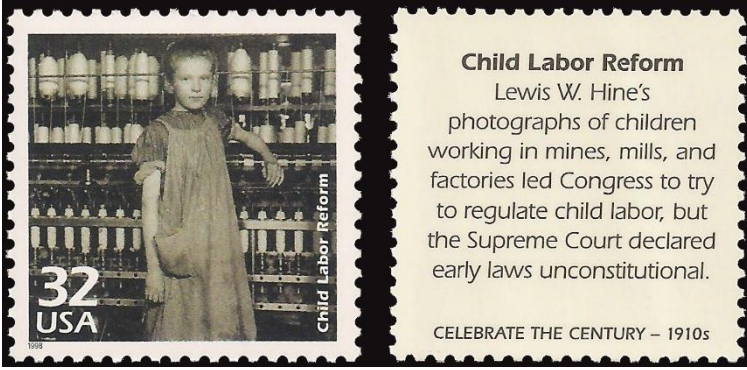 32
USA
Child Labor Reform
1998
Child Labor Reform
Lewis W. Hine's
photographs of children
working in mines, mills, and
factories led Congress to try
to regulate child labor, but
the Supreme Court declared
early laws unconstitutional.
CELEBRATE THE CENTURY – 1910s